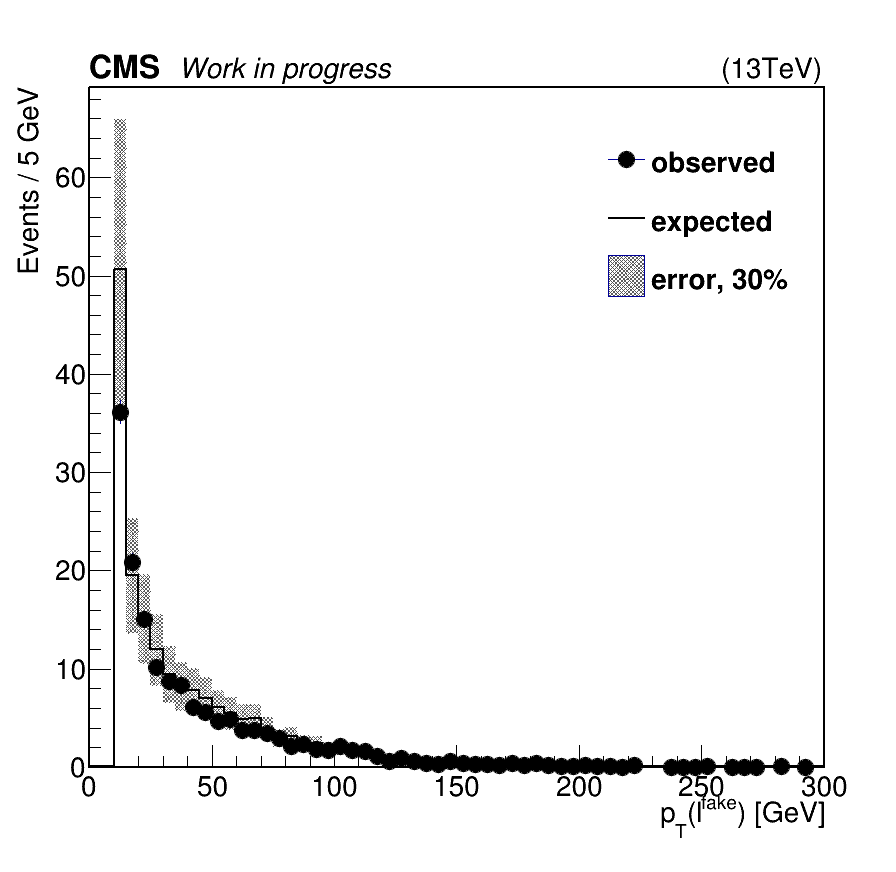 CMS Work in progress (13TeV)
Events / 5 GeV
observed
expected
error, 30%
60
50
40
30
20
10
0
0 50 100 150 200 250 300
p_T(l^fake) [GeV]